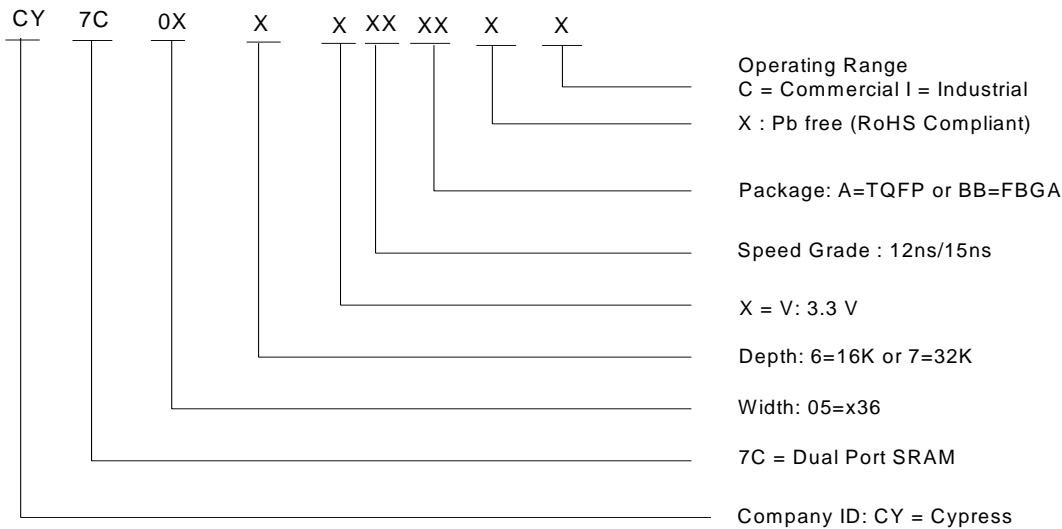 CY 7C 0X X X XX XX X X
Operating Range
C = Commercial I = Industrial
X : Pb free (RoHS Compliant)
Package: A=TQFP or BB=FBGA
Speed Grade : 12ns/15ns
X = V: 3.3 V
Depth: 6=16K or 7=32K
Width: 05=x36
7C = Dual Port SRAM
Company ID: CY = Cypress